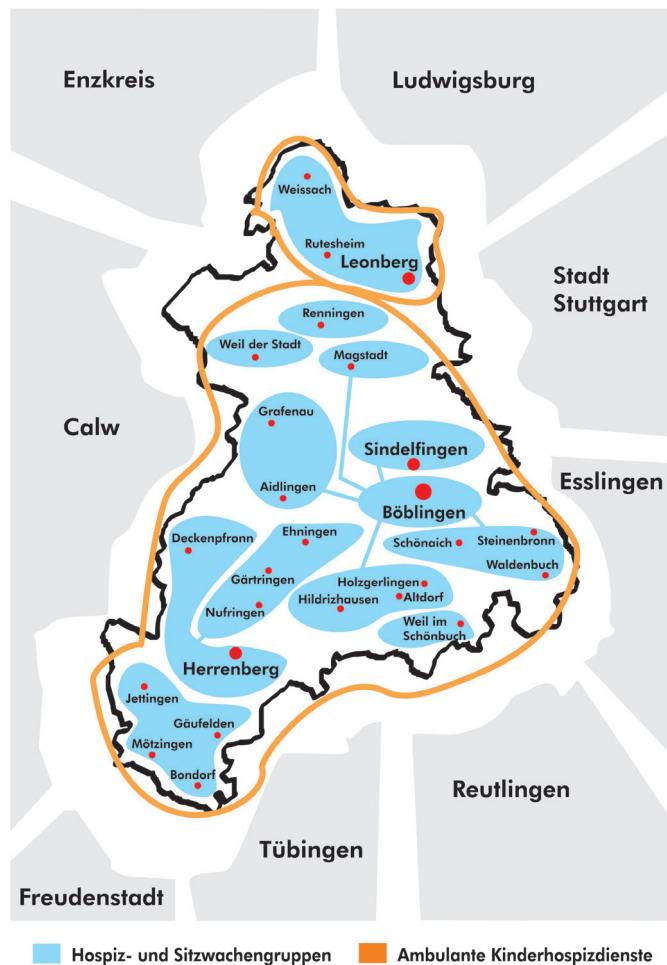 Enzkreis
Ludwigsburg
Weissach
Rutesheim
Leonberg
Stadt
Stuttgart
Renningen
Weil der Stadt
Magstadt
Calw
Grafenau
Sindelfingen
Esslingen
Aidlingen
Böblingen
Deckenpfronn
Ehningen
Schönaich
Steinenbronn
Waldenbuch
Gärtringen
Holzgerlingen
Hildrizhausen
Altdorf
Nufringen
Weil im
Schönbuch
Herrenberg
Jettingen
Gäufelden
Mötzingen
Bondorf
Reutlingen
Tübingen
Freudenstadt
Hospiz- und Sitzwachengruppen
Ambulante Kinderhospizdienste